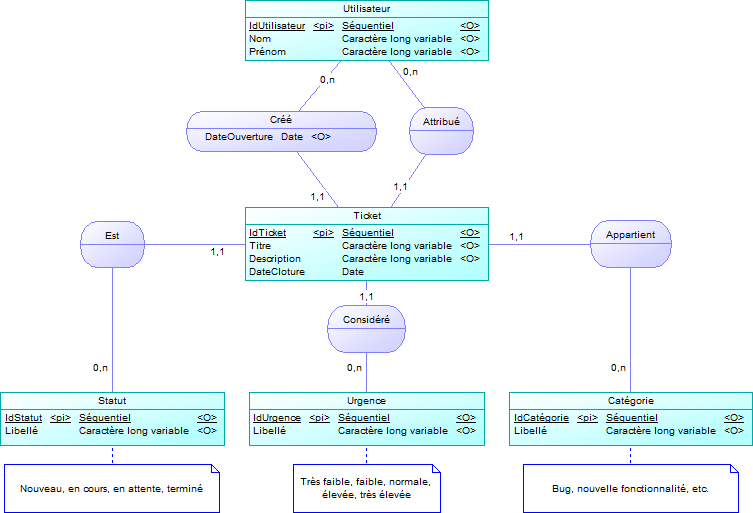 Utilisateur
IdUtilisateur <pi> Séquentiel <O>
Nom Caractère long variable <O>
Prénom Caractère long variable <O>
0,n
0,n
Créé
DateOuverture Date <O>
Attribué
1,1
1,1
Ticket
IdTicket <pi> Séquentiel <O>
Titre Caractère long variable <O>
Description Caractère long variable <O>
DateCloture Date
Est
1,1
1,1
Appartient
1,1
Considéré
0,n
0,n
0,n
Statut
IdStatut <pi> Séquentiel <O>
Libellé Caractère long variable <O>
Urgence
IdUrgence <pi> Séquentiel <O>
Libellé Caractère long variable <O>
Catégorie
IdCatégorie <pi> Séquentiel <O>
Libellé Caractère long variable <O>
Nouveau, en cours, en attente, terminé
Très faible, faible, normale,
élevée, très élevée
Bug, nouvelle fonctionnalité, etc.